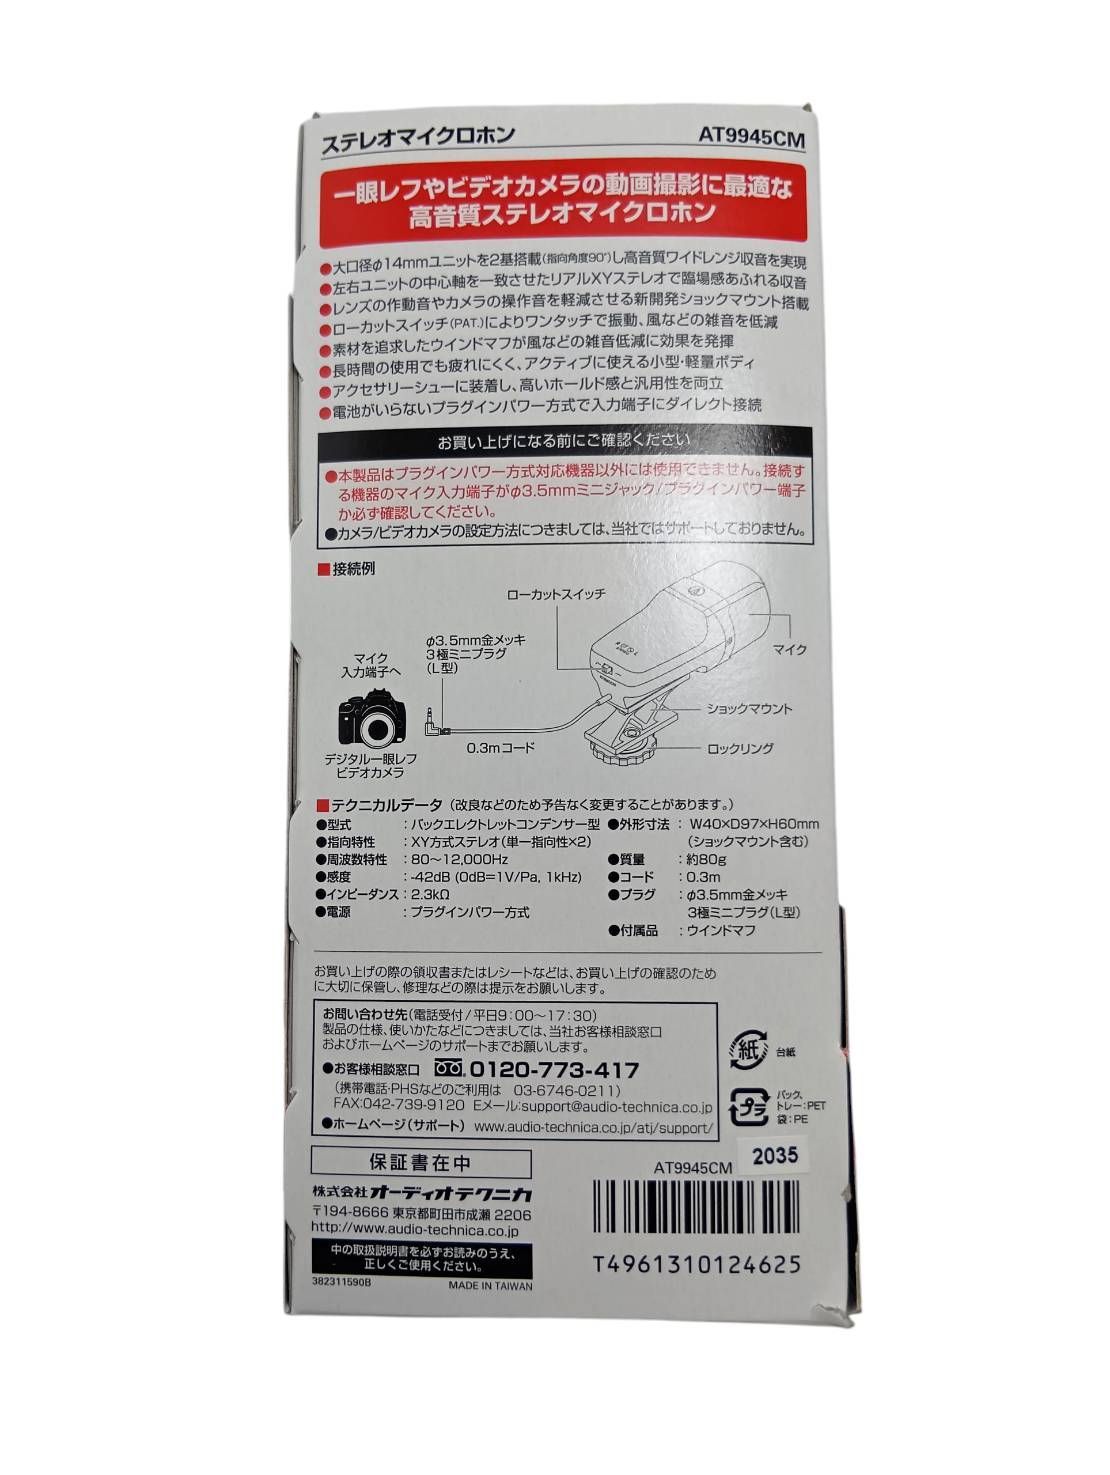 ステレオマイクロホン AT9945CM
一眼レフやビデオカメラの動画撮影に最適な
高音質ステレオマイクロホン
●大口径φ14mmユニットを2基搭載(指向角度90°)し高音質ワイドレンジ収音を実現
●左右ユニットの中心軸を一致させたリアルXYステレオで臨場感あふれる収音
●レンズの作動音やカメラの操作音を軽減させる新開発ショックマウント搭載
●ローカットスイッチ(PAT.)によりワンタッチで振動、風などの雑音を低減
●素材を追求したウインドマフが風などの雑音低減に効果を発揮
●長時間の使用でも疲れにくく、アクティブに使える小型・軽量ボディ
●アクセサリーシューに装着し、高いホールド感と汎用性を両立
●電池がいらないプラグインパワー方式で入力端子にダイレクト接続
お買い上げになる前にご確認ください
●本製品はプラグインパワー方式対応機器以外には使用できません。接続す
る機器のマイク入力端子がφ3.5mmミニジャック/プラグインパワー端子
か必ず確認してください。
●カメラ/ビデオカメラの設定方法につきましては、当社ではサポートしておりません。
■接続例
ローカットスイッチ
φ3.5mm金メッキ
3極ミニプラグ
(L型)
マイク
マイク
入力端子へ
ショックマウント
0.3mコード
ロックリング
デジタル一眼レフ
ビデオカメラ
■テクニカルデータ(改良などのため予告なく変更することがあります。)
●型式 :バックエレクトレットコンデンサー型
●指向特性 :XY方式ステレオ(単一指向性×2)
●周波数特性 :80～12,000Hz
●感度 :-42dB (0dB=1V/Pa, 1kHz)
●インピーダンス :2.3kΩ
●電源 :プラグインパワー方式
●外形寸法 : W40×D97×H60mm
(ショックマウント含む)
●質量 :約80g
●コード :0.3m
●プラグ :φ3.5mm金メッキ
3極ミニプラグ(L型)
●付属品 :ウインドマフ
お買い上げの際の領収書またはレシートなどは、お買い上げの確認のため
に大切に保管し、修理などの際は提示をお願いします。
お問い合わせ先(電話受付/平日9:00～17:30)
製品の仕様、使いかたなどにつきましては、当社お客様相談窓口
およびホームページのサポートまでお願いします。
●お客様相談窓口 0120-773-417
(携帯電話・PHSなどのご利用は 03-6746-0211)
FAX:042-739-9120 Eメール:support@audio-technica.co.jp
●ホームページ(サポート) www.audio-technica.co.jp/atj/support/
紙 台紙
プラ パック、
トレー:PET
袋:PE
保証書在中
株式会社オーディオテクニカ
〒194-8666 東京都町田市成瀬 2206
http://www.audio-technica.co.jp
中の取扱説明書を必ずお読みのうえ、
正しくご使用ください。
382311590B MADE IN TAIWAN
AT9945CM 2035
T4961310124625